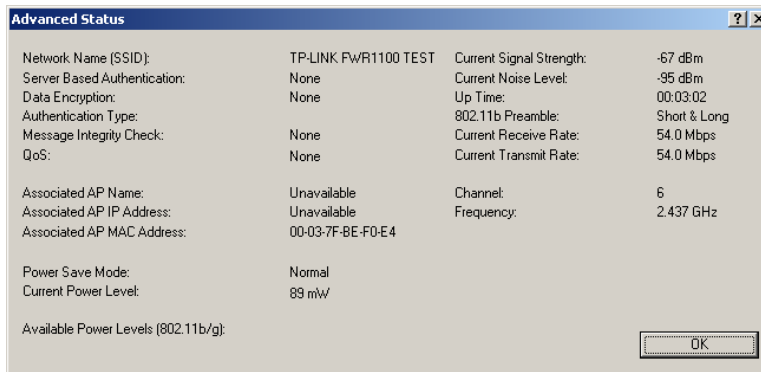 Advanced Status
Network Name (SSID): TP-LINK FWR1100 TEST Current Signal Strength: -67 dBm
Server Based Authentication: None Current Noise Level: -95 dBm
Data Encryption: None Up Time: 00:03:02
Authentication Type: 802.11b Preamble: Short & Long
Message Integrity Check: None Current Receive Rate: 54.0 Mbps
QoS: None Current Transmit Rate: 54.0 Mbps
Associated AP Name: Unavailable Channel: 6
Associated AP IP Address: Unavailable Frequency: 2.437 GHz
Associated AP MAC Address: 00-03-7F-BE-F0-E4
Power Save Mode: Normal
Current Power Level: 89 mW
Available Power Levels (802.11b/g):
OK